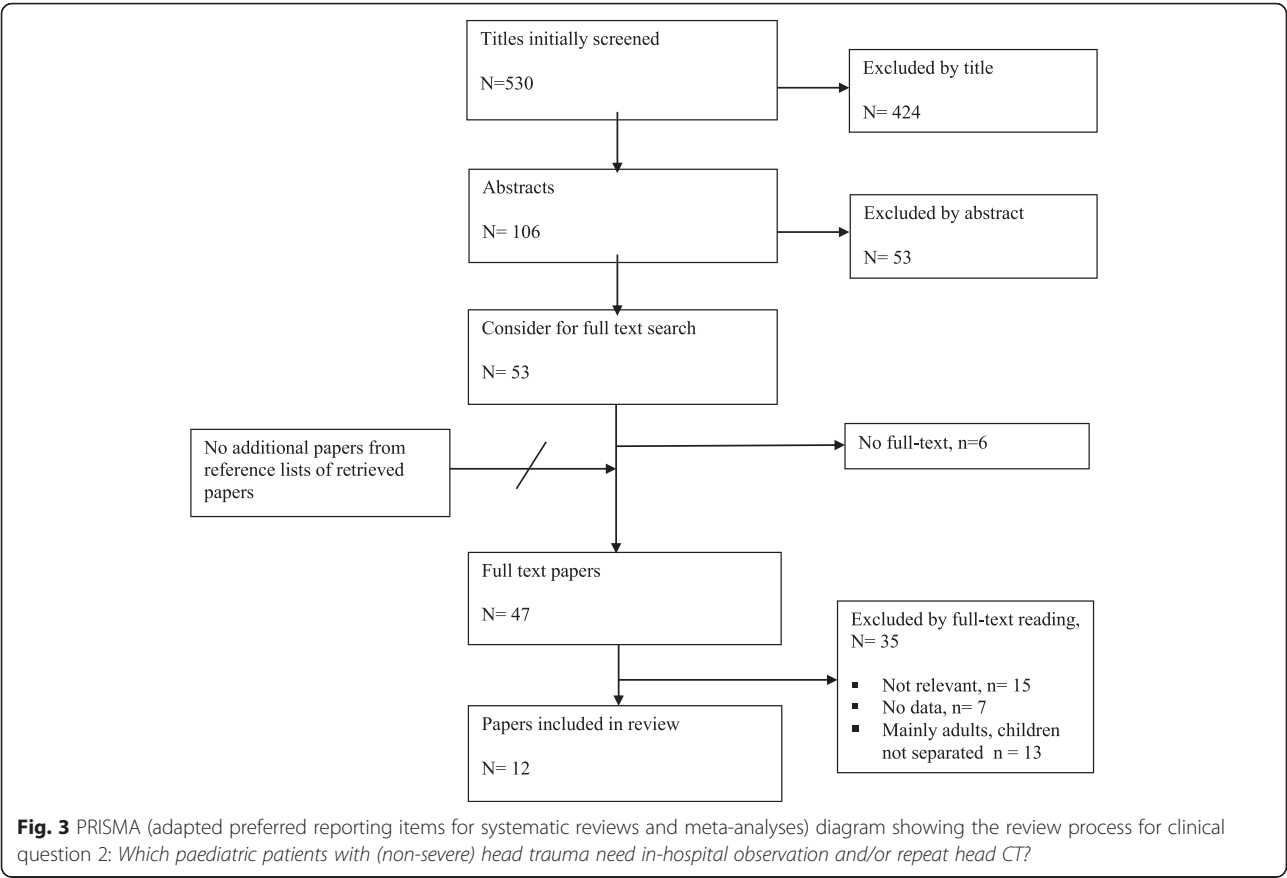 Titles initially screened
N=530
Excluded by title
N= 424
Abstracts
N= 106
Excluded by abstract
N= 53
Consider for full text search
N= 53
No additional papers from
reference lists of retrieved
papers
No full-text, n=6
Full text papers
N= 47
Excluded by full-text reading,
N= 35
▪ Not relevant, n= 15
▪ No data, n= 7
▪ Mainly adults, children
not separated n = 13
Papers included in review
N= 12
Fig. 3 PRISMA (adapted preferred reporting items for systematic reviews and meta-analyses) diagram showing the review process for clinical
question 2: Which paediatric patients with (non-severe) head trauma need in-hospital observation and/or repeat head CT?